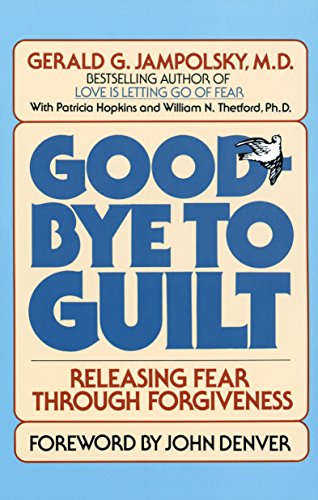 GERALD G. JAMPOLSKY, M.D.
BESTSELLING AUTHOR OF
LOVE IS LETTING GO OF FEAR
With Patricia Hopkins and William N. Thetford, Ph.D.
GOOD-
BYE TO
GUILT
RELEASING FEAR
THROUGH FORGIVENESS
FOREWORD BY JOHN DENVER